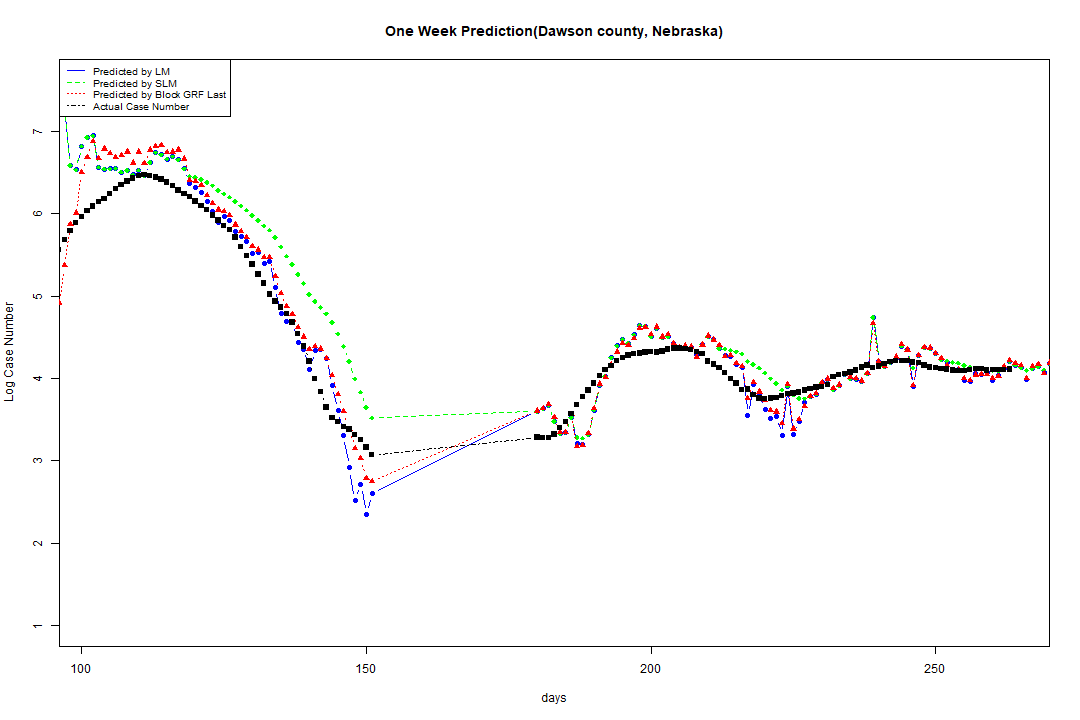 One Week Prediction(Dawson county, Nebraska)
Predicted by LM
Predicted by SLM
Predicted by Block GRF Last
Actual Case Number
7
6
5
4
3
2
1
Log Case Number
100 150 200 250
days